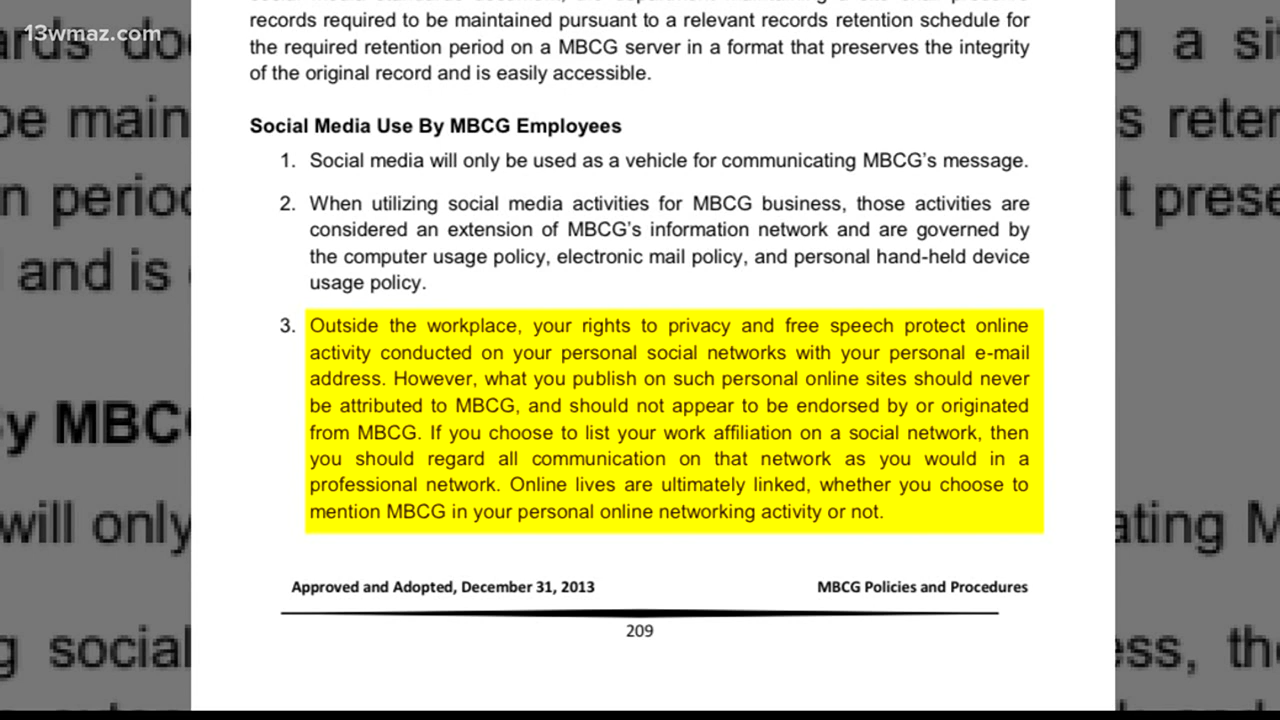 13wmaz.com
records required to be maintained pursuant to a relevant records retention schedule for
the required retention period on a MBCG server in a format that preserves the integrity
of the original record and is easily accessible.
Social Media Use By MBCG Employees
1. Social media will only be used as a vehicle for communicating MBCG's message.
2. When utilizing social media activities for MBCG business, those activities are
considered an extension of MBCG's information network and are governed by
the computer usage policy, electronic mail policy, and personal hand-held device
usage policy.
3. Outside the workplace, your rights to privacy and free speech protect online
activity conducted on your personal social networks with your personal e-mail
address. However, what you publish on such personal online sites should never
be attributed to MBCG, and should not appear to be endorsed by or originated
from MBCG. If you choose to list your work affiliation on a social network, then
you should regard all communication on that network as you would in a
professional network. Online lives are ultimately linked, whether you choose to
mention MBCG in your personal online networking activity or not.
Approved and Adopted, December 31, 2013 MBCG Policies and Procedures
209